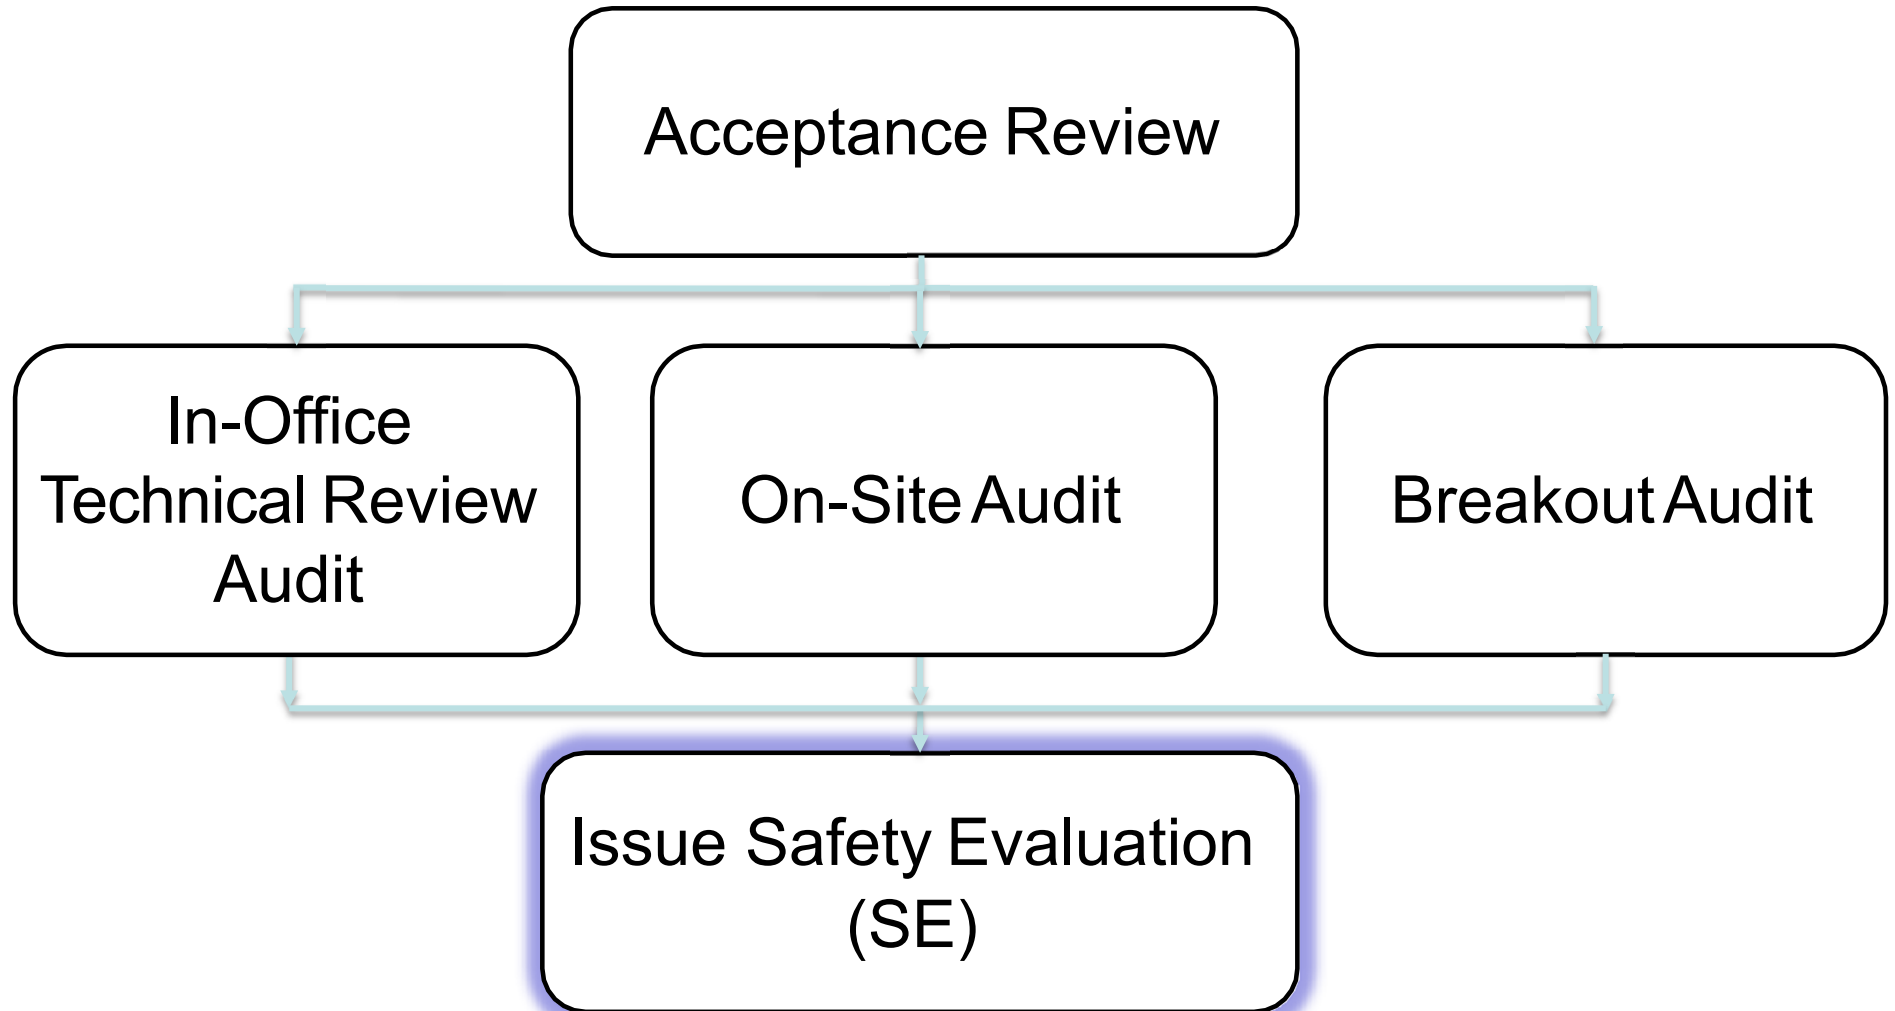 Acceptance Review
In-Office
Technical Review
Audit
On-Site Audit
Breakout Audit
Issue Safety Evaluation
(SE)